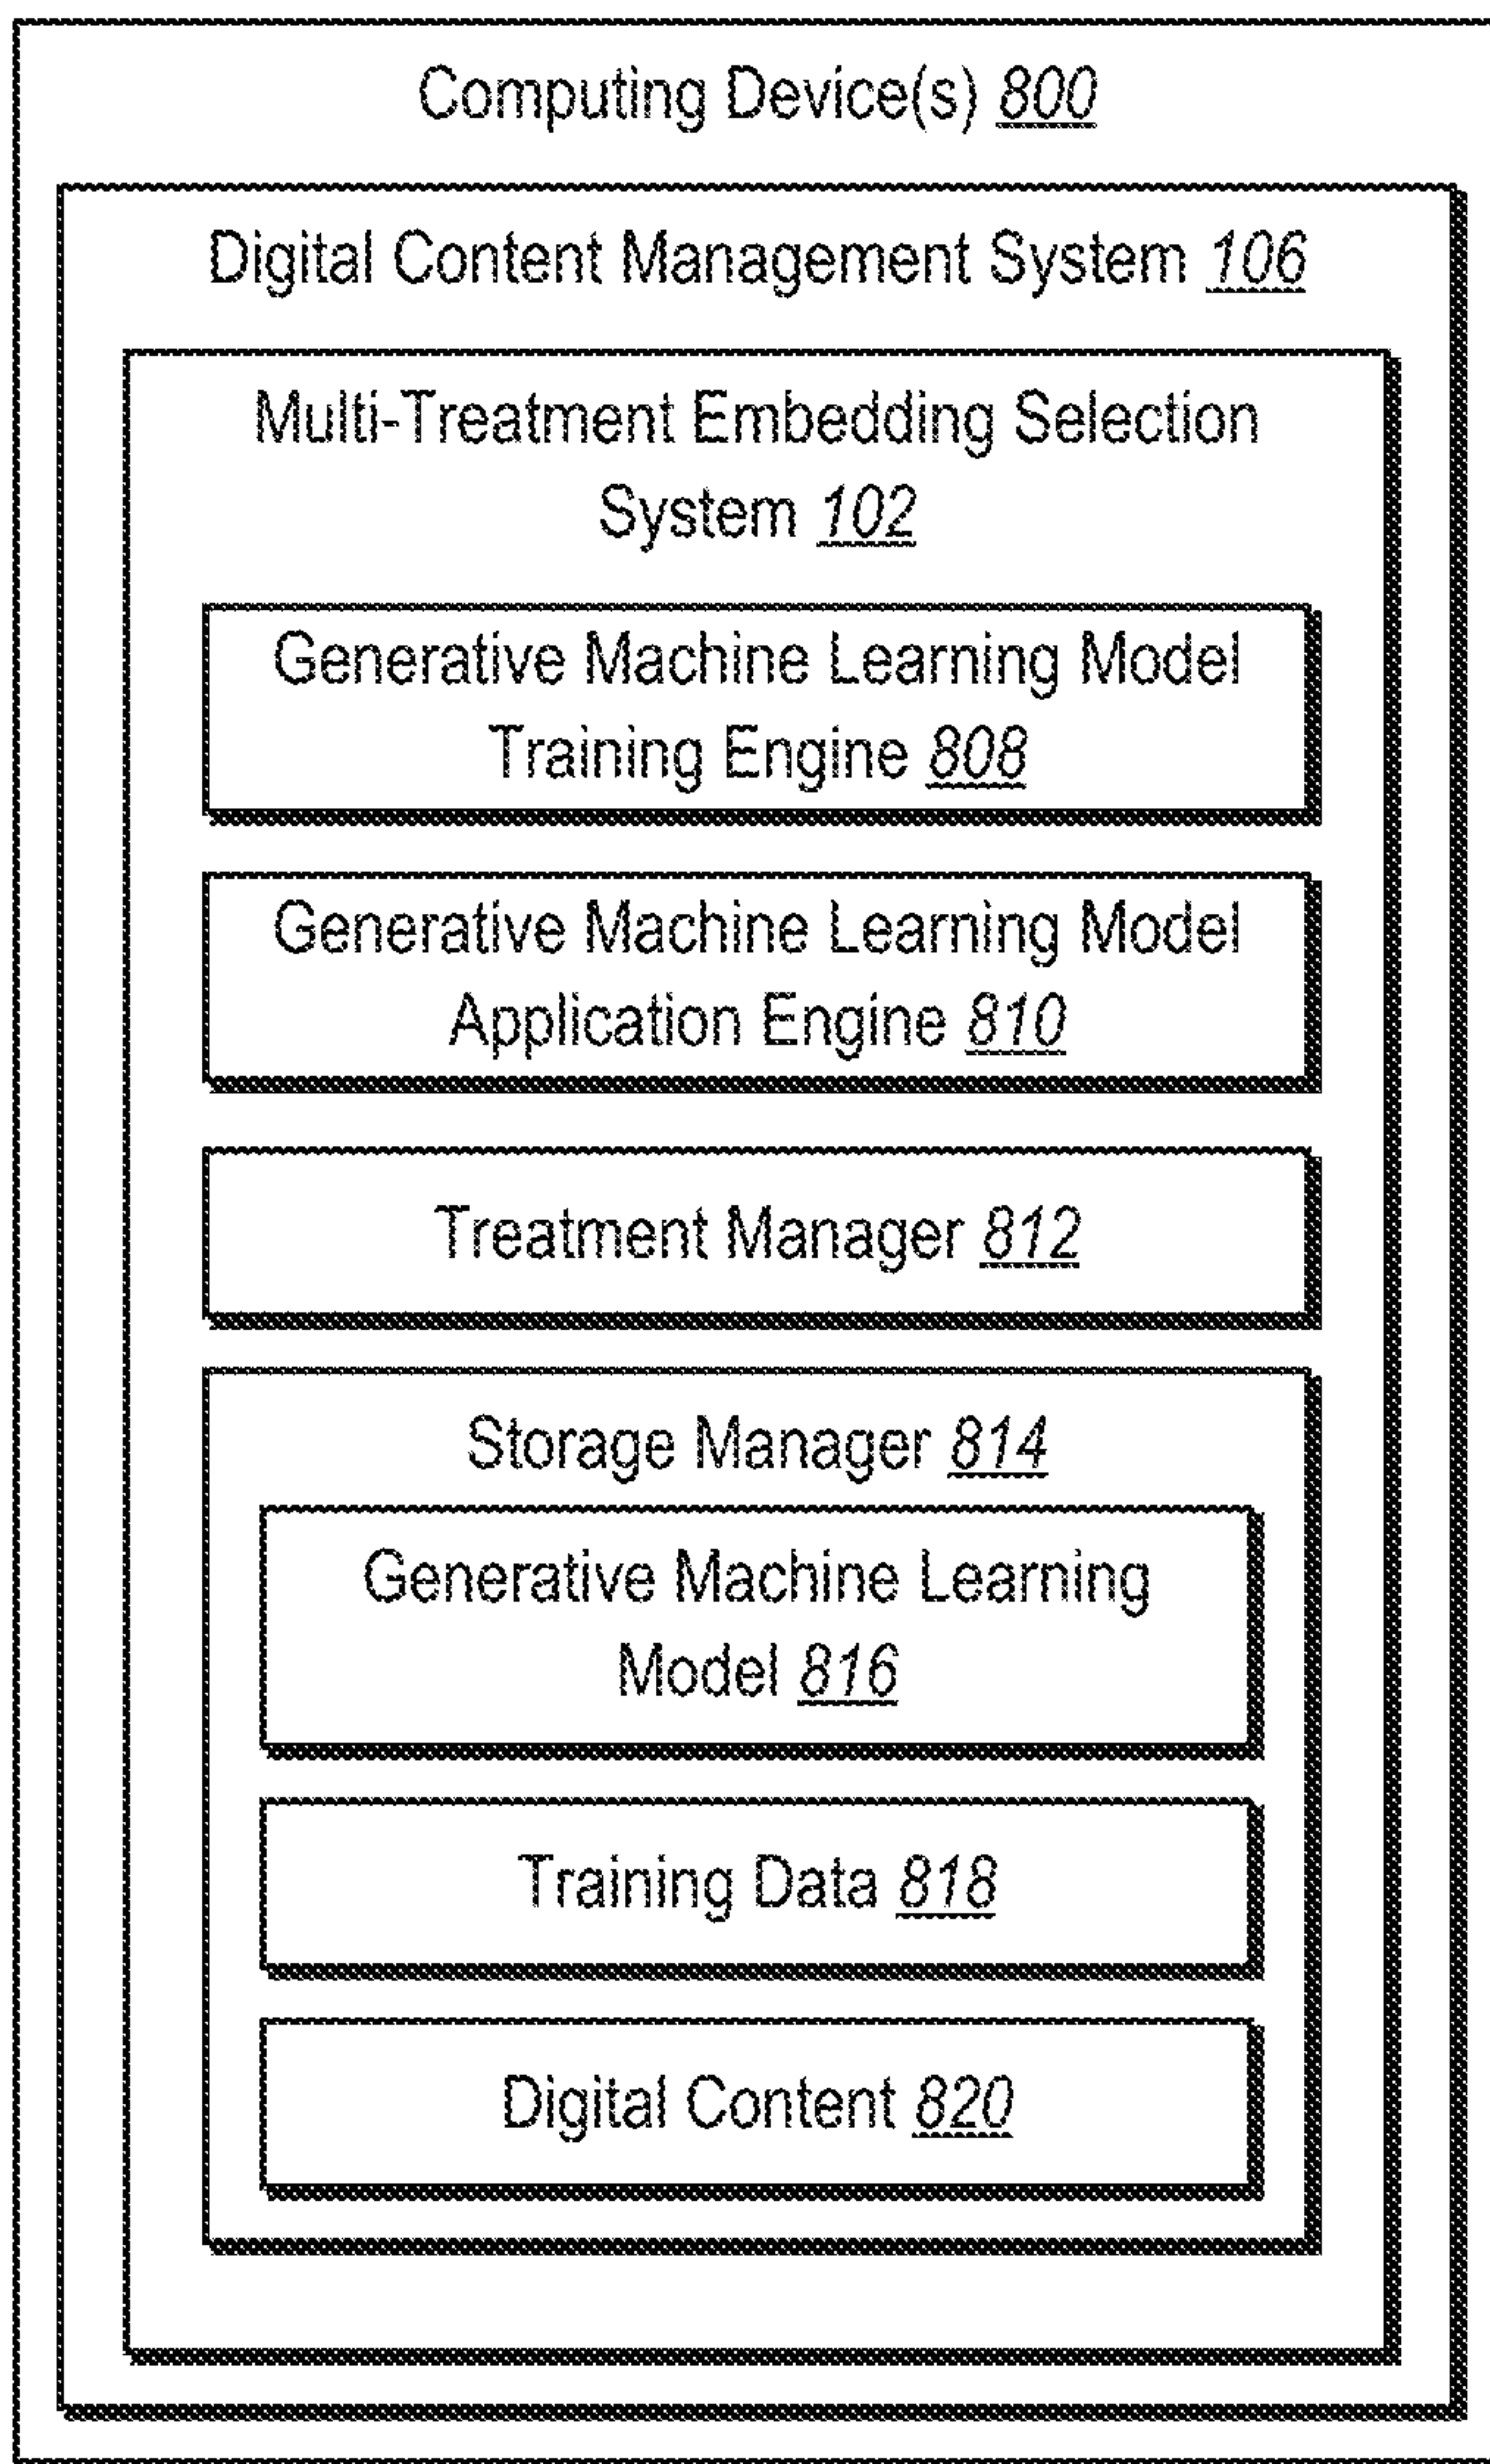 Computing Device(s) 800
Digital Content Management System 106
Multi-Treatment Embedding Selection
System 102
Generative Machine Learning Model
Training Engine 808
Generative Machine Learning Model
Application Engine 810
Treatment Manager 812
Storage Manager 814
Generative Machine Learning
Model 816
Training Data 818
Digital Content 820